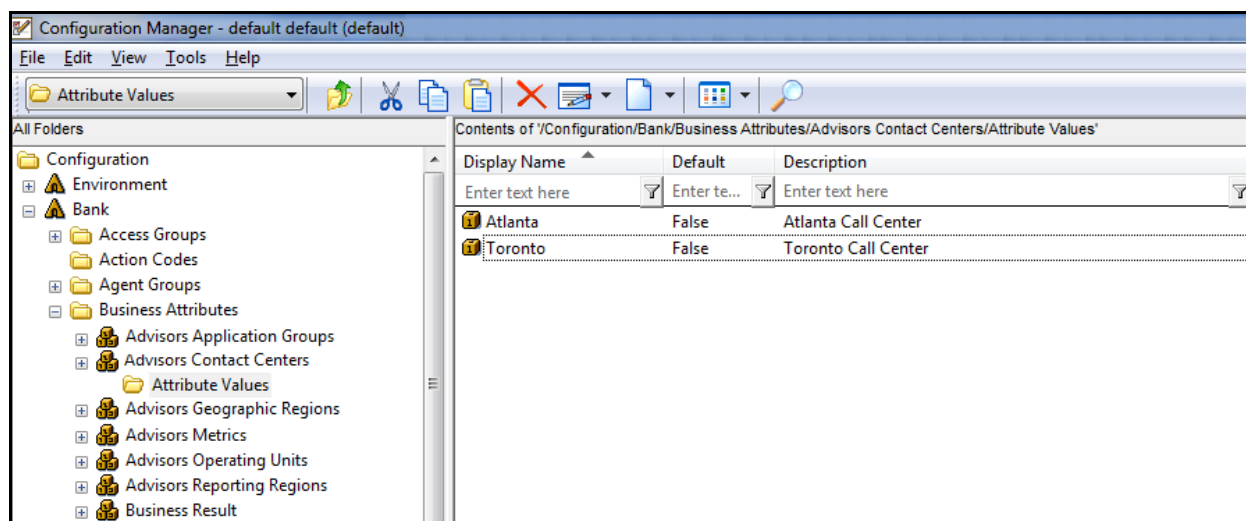 Configuration Manager - default default (default)
File Edit View Tools Help
Attribute Values
All Folders
Contents of '/Configuration/Bank/Business Attributes/Advisors Contact Centers/Attribute Values'
Configuration
Environment
Bank
Access Groups
Action Codes
Agent Groups
Business Attributes
Advisors Application Groups
Advisors Contact Centers
Attribute Values
Advisors Geographic Regions
Advisors Metrics
Advisors Operating Units
Advisors Reporting Regions
Business Result
Display Name Default Description
Enter text here Enter te... Enter text here
Atlanta False Atlanta Call Center
Toronto False Toronto Call Center